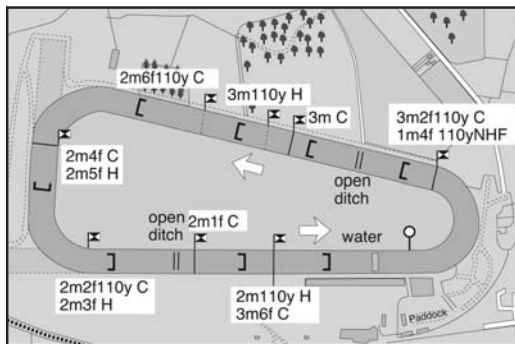 2m6f110y C
3m110y H
3m C
3m2f110y C
1m4f 110yNHF
2m4f C
2m5f H
open
ditch
open
ditch
2m1f C
water
2m2f110y C
2m3f H
2m110y H
3m6f C
Paddock